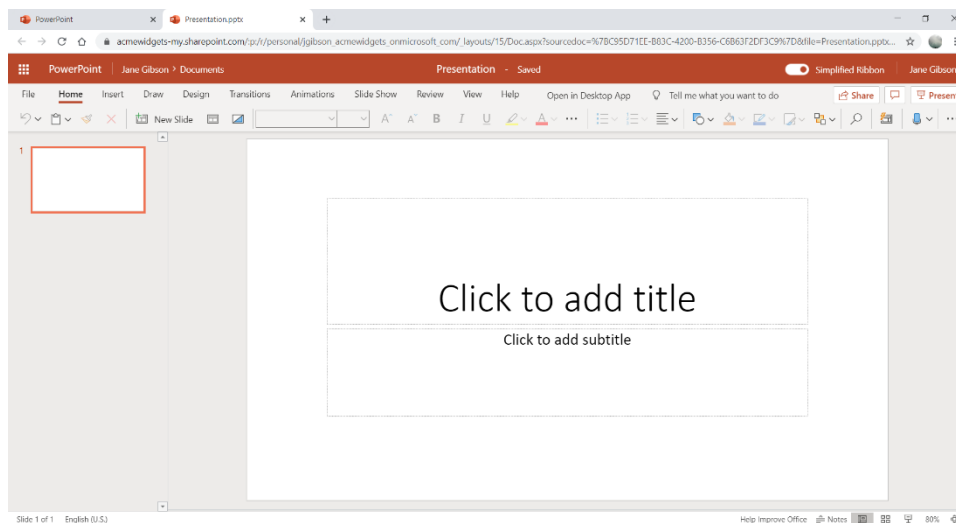 PowerPoint Presentation.pptx
acmewidgets-my.sharepoint.com/:p:/r/personal/jgibson_acmewidgets_onmicrosoft_com/_layouts/15/Doc.aspx?sourcedoc=%7BC95D71EE-B83C-4200-B356-C6B63F2DF3C9%7D&file=Presentation.pptx...
PowerPoint Jane Gibson > Documents Presentation - Saved Simplified Ribbon Jane Gibson
File Home Insert Draw Design Transitions Animations Slide Show Review View Help Open in Desktop App Tell me what you want to do Share Present
New Slide A A B I U A
1
Click to add title
Click to add subtitle
Slide 1 of 1 English (U.S.) Help Improve Office Notes 80%